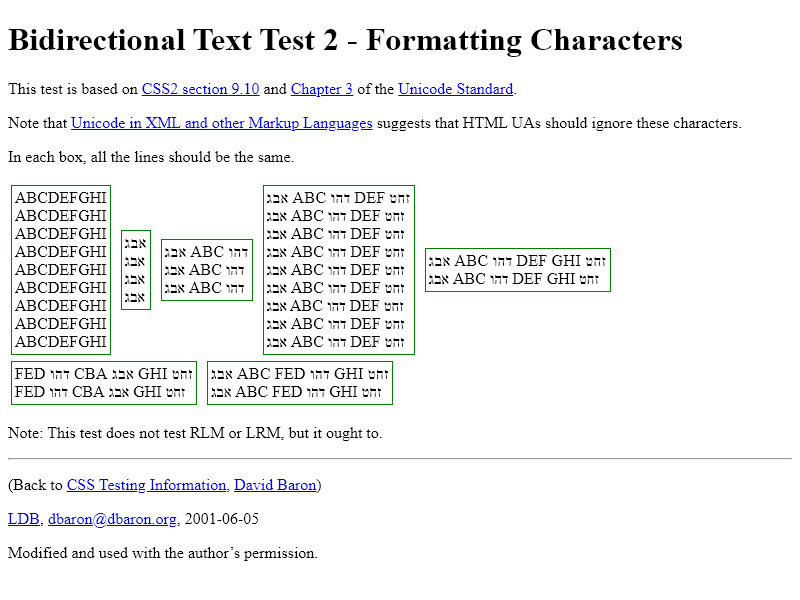 Bidirectional Text Test 2 - Formatting Characters
This test is based on CSS2 section 9.10 and Chapter 3 of the Unicode Standard.
Note that Unicode in XML and other Markup Languages suggests that HTML UAs should ignore these characters.
In each box, all the lines should be the same.
ABCDEFGHI
ABCDEFGHI
ABCDEFGHI
ABCDEFGHI
ABCDEFGHI
ABCDEFGHI
ABCDEFGHI
ABCDEFGHI
ABCDEFGHI
אבג
אבג
אבג
אבג
אבג ABC דהו
אבג ABC דהו
אבג ABC דהו
אבג ABC דהו DEF זחט
אבג ABC דהו DEF זחט
אבג ABC דהו DEF זחט
אבג ABC דהו DEF זחט
אבג ABC דהו DEF זחט
אבג ABC דהו DEF זחט
אבג ABC דהו DEF זחט
אבג ABC דהו DEF זחט
אבג ABC דהו DEF זחט
אבג ABC דהו DEF GHI זחט
אבג ABC דהו DEF GHI זחט
FED דהו CBA אבג GHI זחט
FED דהו CBA אבג GHI זחט
אבג ABC FED דהו GHI זחט
אבג ABC FED דהו GHI זחט
Note: This test does not test RLM or LRM, but it ought to.
(Back to CSS Testing Information, David Baron)
LDB, dbaron@dbaron.org, 2001-06-05
Modified and used with the author’s permission.